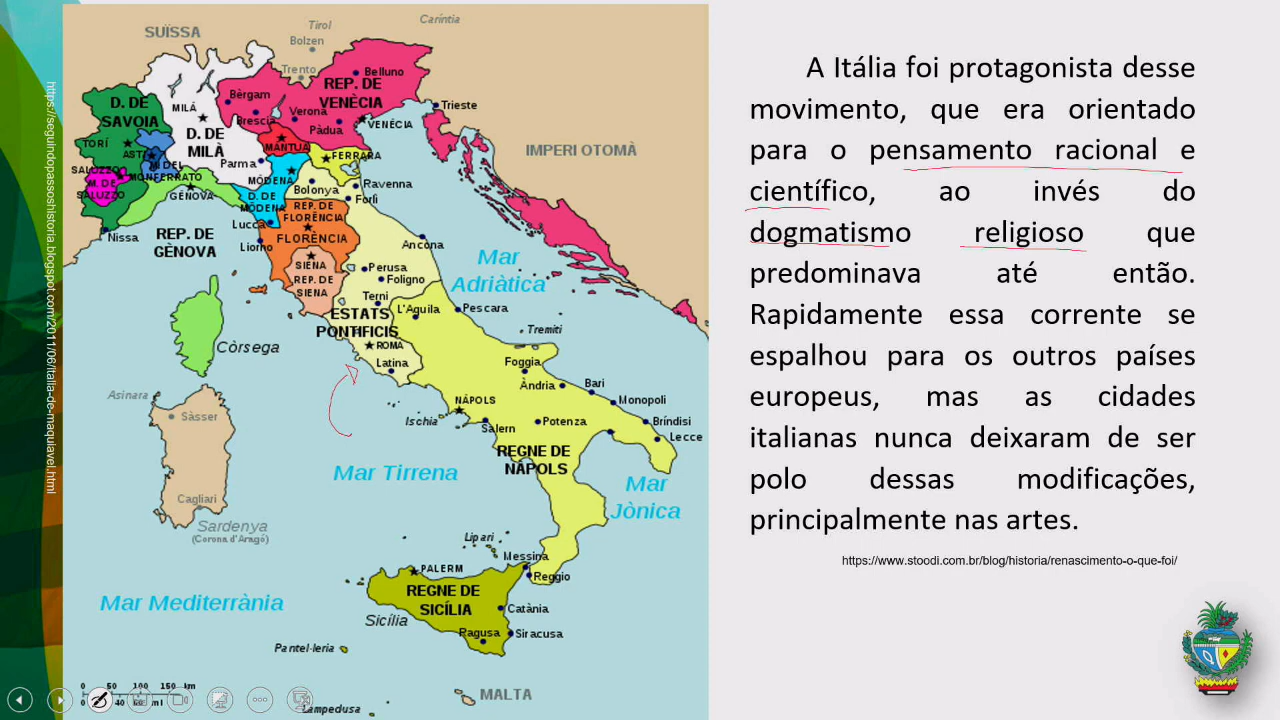 https://seguindopassoshistoria.blogspot.com/2011/06/italia-de-maquiavel.html
SUÏSSA
Tirol
Bolzen
Trento
Caríntia
Belluno
REP. DE
VENÈCIA
Bèrgam
Brescia
Verona
Pàdua
VENÈCIA
Trieste
D. DE
SAVOIA
TORÍ
MILÀ
D. DE
MILÀ
ASTI
MONFERRATO
SALUZZO
M. DE
SALUZZO
Parma
MÀNTUA
FERRARA
MÒDENA
D. DE
MÒDENA
Bolonya
Ravenna
Forlì
IMPERI OTOMÀ
GÈNOVA
Nissa
REP. DE
GÈNOVA
Lucca
Liorno
REP. DE
FLORÈNCIA
FLORÈNCIA
SIENA
REP. DE
SIENA
Ancona
Perusa
Foligno
Terni
Mar
Adriàtica
L'Aquila
Pescara
ESTATS
PONTIFICIS
ROMA
Latina
Tremiti
Còrsega
Foggia
Àndria
Bari
Monopoli
Asinara
Sàsser
NÀPOLS
Ischia
Salern
Potenza
Bríndisi
Lecce
REGNE DE
NÀPOLS
Mar Tirrena
Mar
Jònica
Cagliari
Sardenya
(Corona d'Aragó)
Lipari
Messina
Reggio
PALERM
REGNE DE
SICÍLIA
Catània
Sicília
Ragusa
Siracusa
Mar Mediterrània
Pantel·leria
MALTA
Lampedusa
0 50 100 150 km
A Itália foi protagonista desse
movimento, que era orientado
para o pensamento racional e
científico, ao invés do
dogmatismo religioso que
predominava até então.
Rapidamente essa corrente se
espalhou para os outros países
europeus, mas as cidades
italianas nunca deixaram de ser
polo dessas modificações,
principalmente nas artes.
https://www.stoodi.com.br/blog/historia/renascimento-o-que-foi/